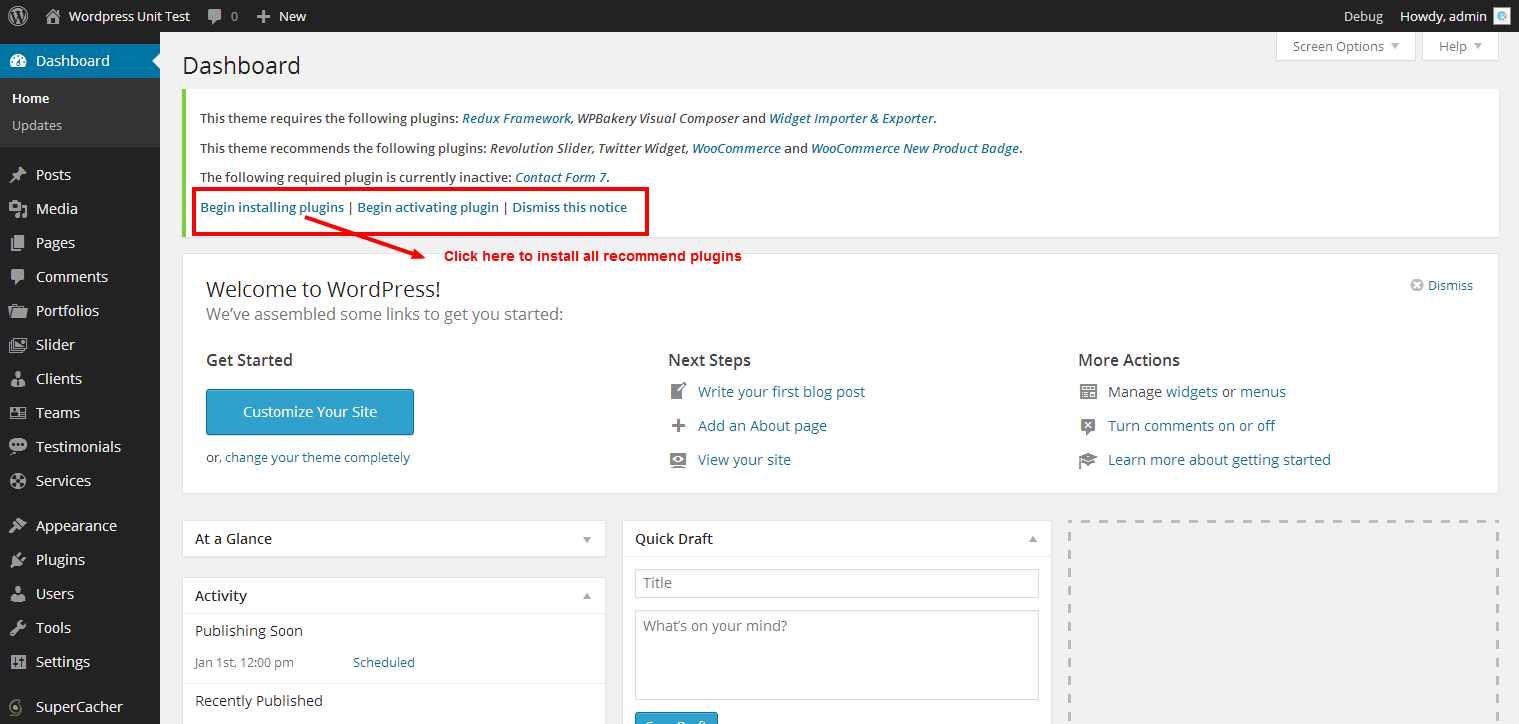 Wordpress Unit Test 0 New Debug Howdy, admin
Dashboard
Home
Updates
Posts
Media
Pages
Comments
Portfolios
Slider
Clients
Teams
Testimonials
Services
Appearance
Plugins
Users
Tools
Settings
SuperCacher
Screen Options Help
Dashboard
This theme requires the following plugins: Redux Framework, WPBakery Visual Composer and Widget Importer & Exporter.
This theme recommends the following plugins: Revolution Slider, Twitter Widget, WooCommerce and WooCommerce New Product Badge.
The following required plugin is currently inactive: Contact Form 7.
Begin installing plugins | Begin activating plugin | Dismiss this notice
Click here to install all recommend plugins
Welcome to WordPress!
Dismiss
We've assembled some links to get you started:
Get Started
Customize Your Site
or, change your theme completely
Next Steps
Write your first blog post
Add an About page
View your site
More Actions
Manage widgets or menus
Turn comments on or off
Learn more about getting started
At a Glance
Activity
Publishing Soon
Jan 1st, 12:00 pm Scheduled
Recently Published
Quick Draft
Title
What's on your mind?